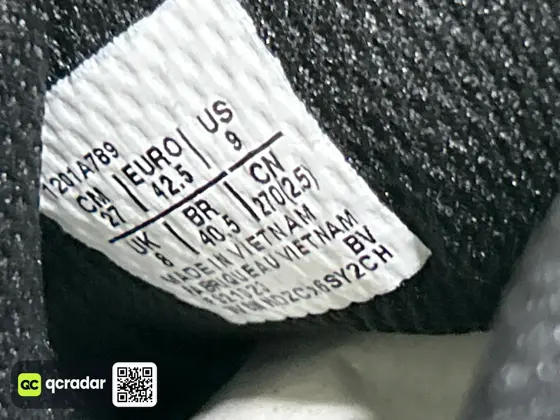 1201A789
CM EURO US
27 42.5 9
UK BR CN
8 40.5 270(2.5)
MADE IN VIETNAM
FABRIQUE AU VIETNAM
BV
qcradar